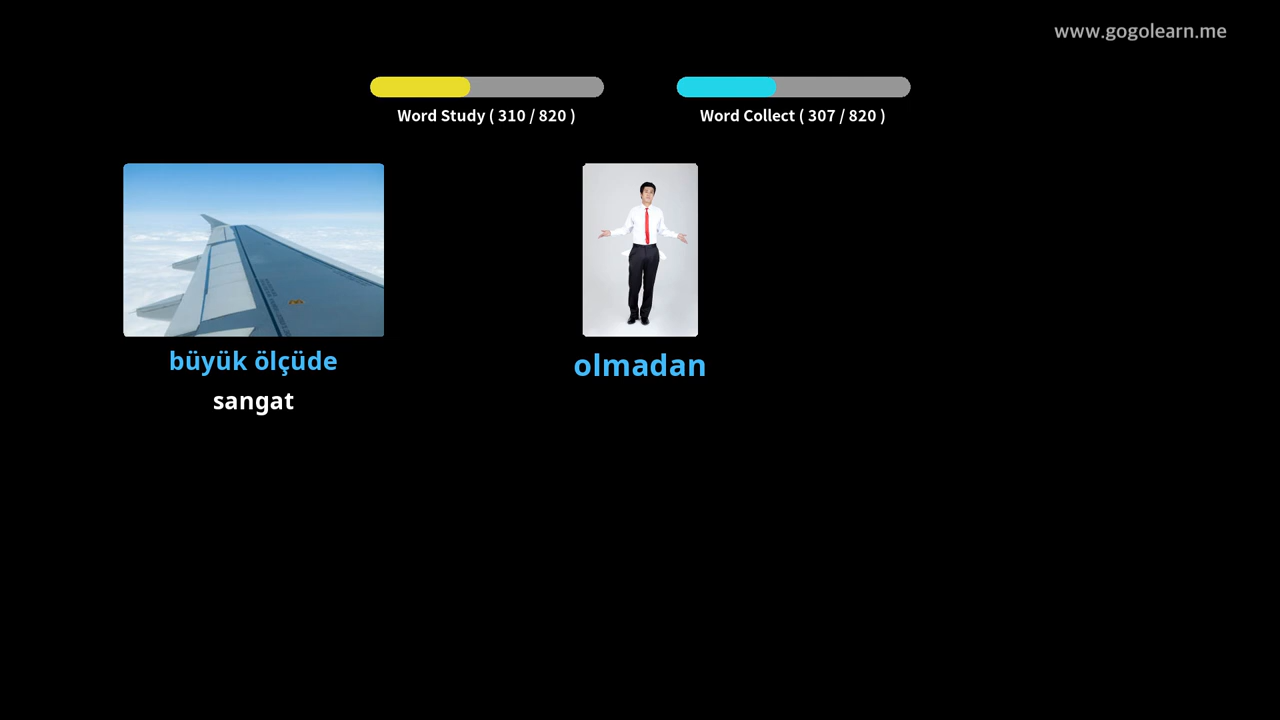 www.gogolearn.me
Word Study ( 310 / 820 )
Word Collect ( 307 / 820 )
büyük ölçüde
sangat
olmadan